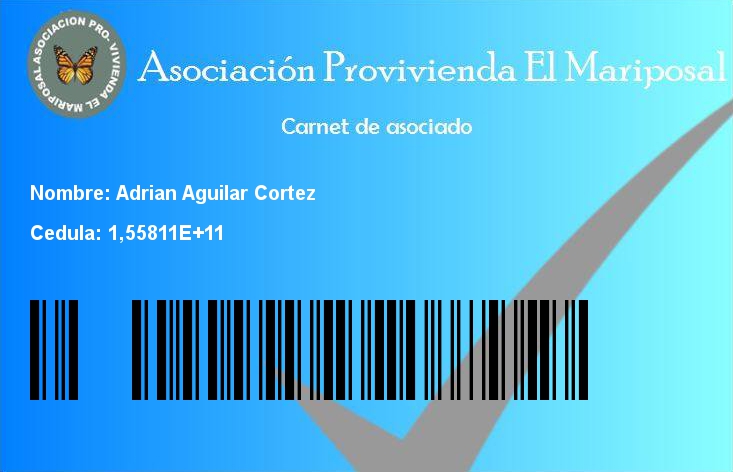 ASOCIACION PRO. VIVIENDA EL MARIPOSAL
Asociación Provivienda El Mariposal
Carnet de asociado
Nombre: Adrian Aguilar Cortez
Cedula: 1,55811E+11